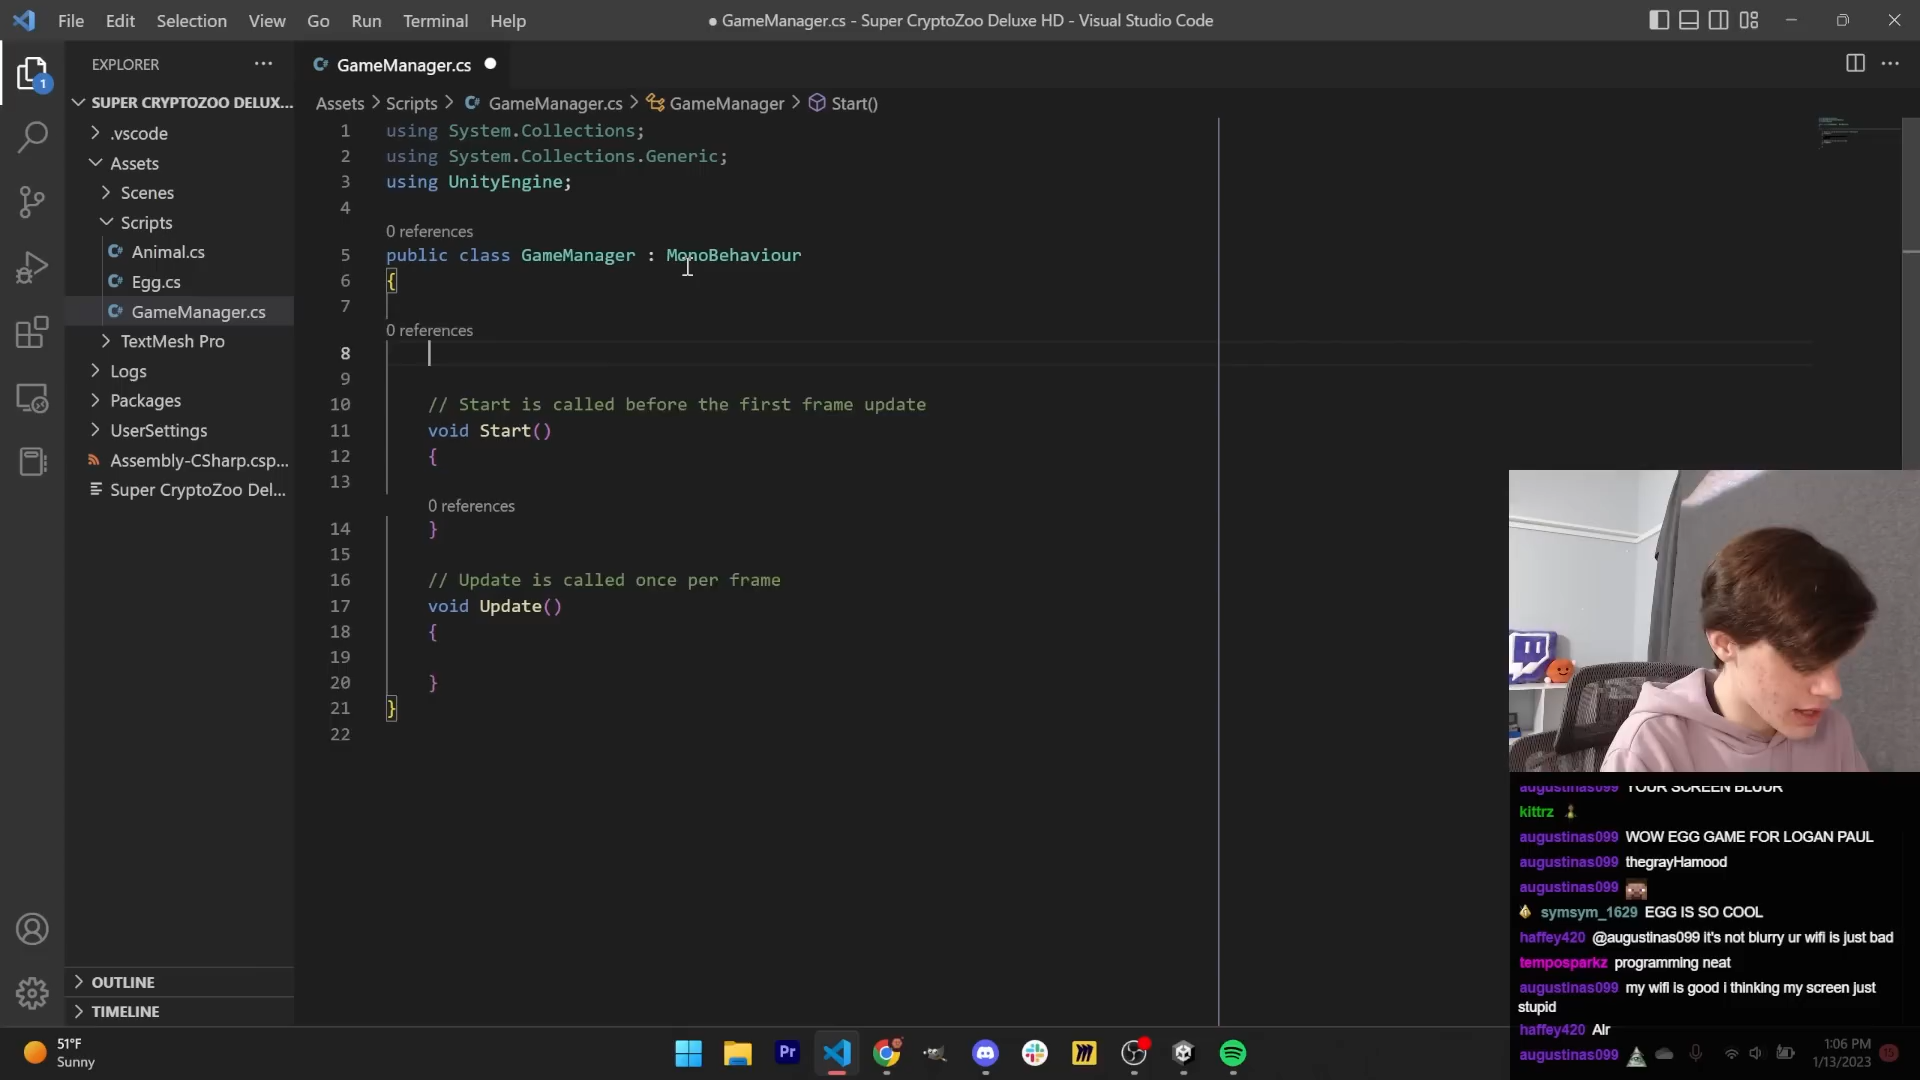 File Edit Selection View Go Run Terminal Help
● GameManager.cs - Super CryptoZoo Deluxe HD - Visual Studio Code
EXPLORER
1
SUPER CRYPTOZOO DELUX...
.vscode
Assets
Scenes
Scripts
Animal.cs
Egg.cs
GameManager.cs
TextMesh Pro
Logs
Packages
UserSettings
Assembly-CSharp.csp...
Super CryptoZoo Del...
OUTLINE
TIMELINE
GameManager.cs
Assets > Scripts > GameManager.cs > GameManager > Start()
1 using System.Collections;
2 using System.Collections.Generic;
3 using UnityEngine;
4
0 references
5 public class GameManager : MonoBehaviour
6 {
7
0 references
8
9
10 // Start is called before the first frame update
11 void Start()
12 {
13
0 references
14 }
15
16 // Update is called once per frame
17 void Update()
18 {
19
20 }
21 }
22
augustinas099 YOUR SCREEN BLUUR
kittrz
augustinas099 WOW EGG GAME FOR LOGAN PAUL
augustinas099 thegrayHamood
augustinas099
symsym_1629 EGG IS SO COOL
haffey420 @augustinas099 it's not blurry ur wifi is just bad
temposparkz programming neat
augustinas099 my wifi is good i thinking my screen just
stupid
haffey420 Alr
augustinas099
51°F
Sunny
Pr
1:06 PM
1/13/2023